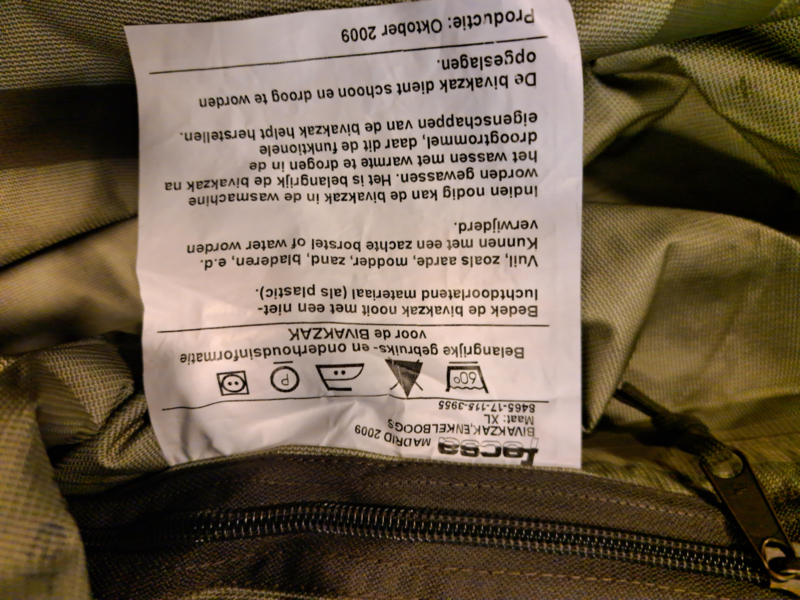 fecsa MADRID 2009
BIVAKZAK,ENKELBOOGS
Maat: XL
8465-17-115-3955
60°
P
Belangrijke gebruiks- en onderhoudsinformatie
voor de BIVAKZAK
Bedek de bivakzak nooit met een niet-
luchtdoorlatend materiaal (als plastic).
Vuil, zoals aarde, modder, zand, bladeren, e.d.
Kunnen met een zachte borstel of water worden
verwijderd.
Indien nodig kan de bivakzak in de wasmachine
worden gewassen. Het is belangrijk de bivakzak na
het wassen met warmte te drogen in de
droogtrommel, daar dit de funktionele
eigenschappen van de bivakzak helpt herstellen.
De bivakzak dient schoon en droog te worden
opgeslagen.
Productie: Oktober 2009